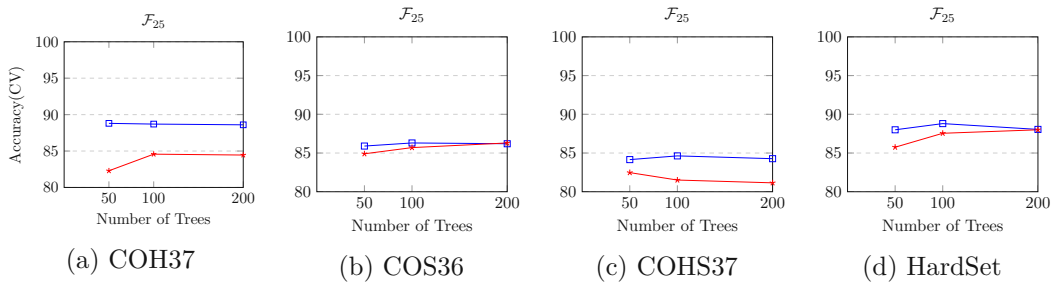 F₂₅
100
95
90
85
80
Accuracy(CV)
50 100 200
Number of Trees
(a) COH37
F₂₅
100
95
90
85
80
50 100 200
Number of Trees
(b) COS36
F₂₅
100
95
90
85
80
50 100 200
Number of Trees
(c) COHS37
F₂₅
100
95
90
85
80
50 100 200
Number of Trees
(d) HardSet